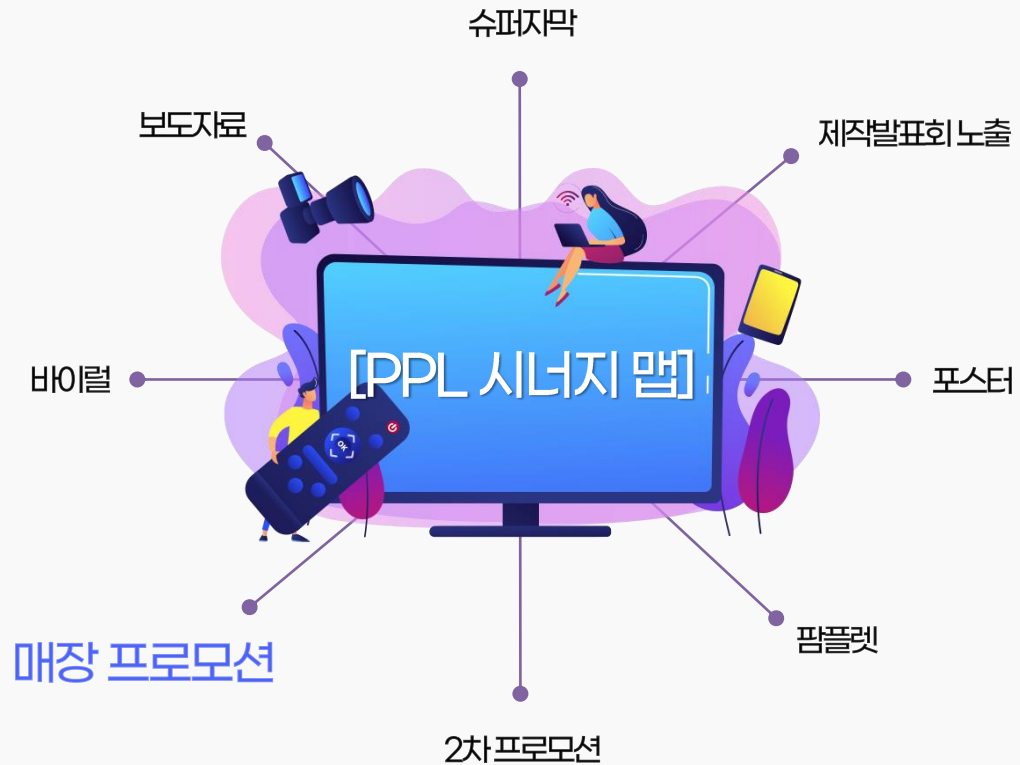 슈퍼자막
보도자료
제작발표회 노출
[PPL 시너지 맵]
바이럴
포스터
OK
매장 프로모션
팜플렛
2차 프로모션